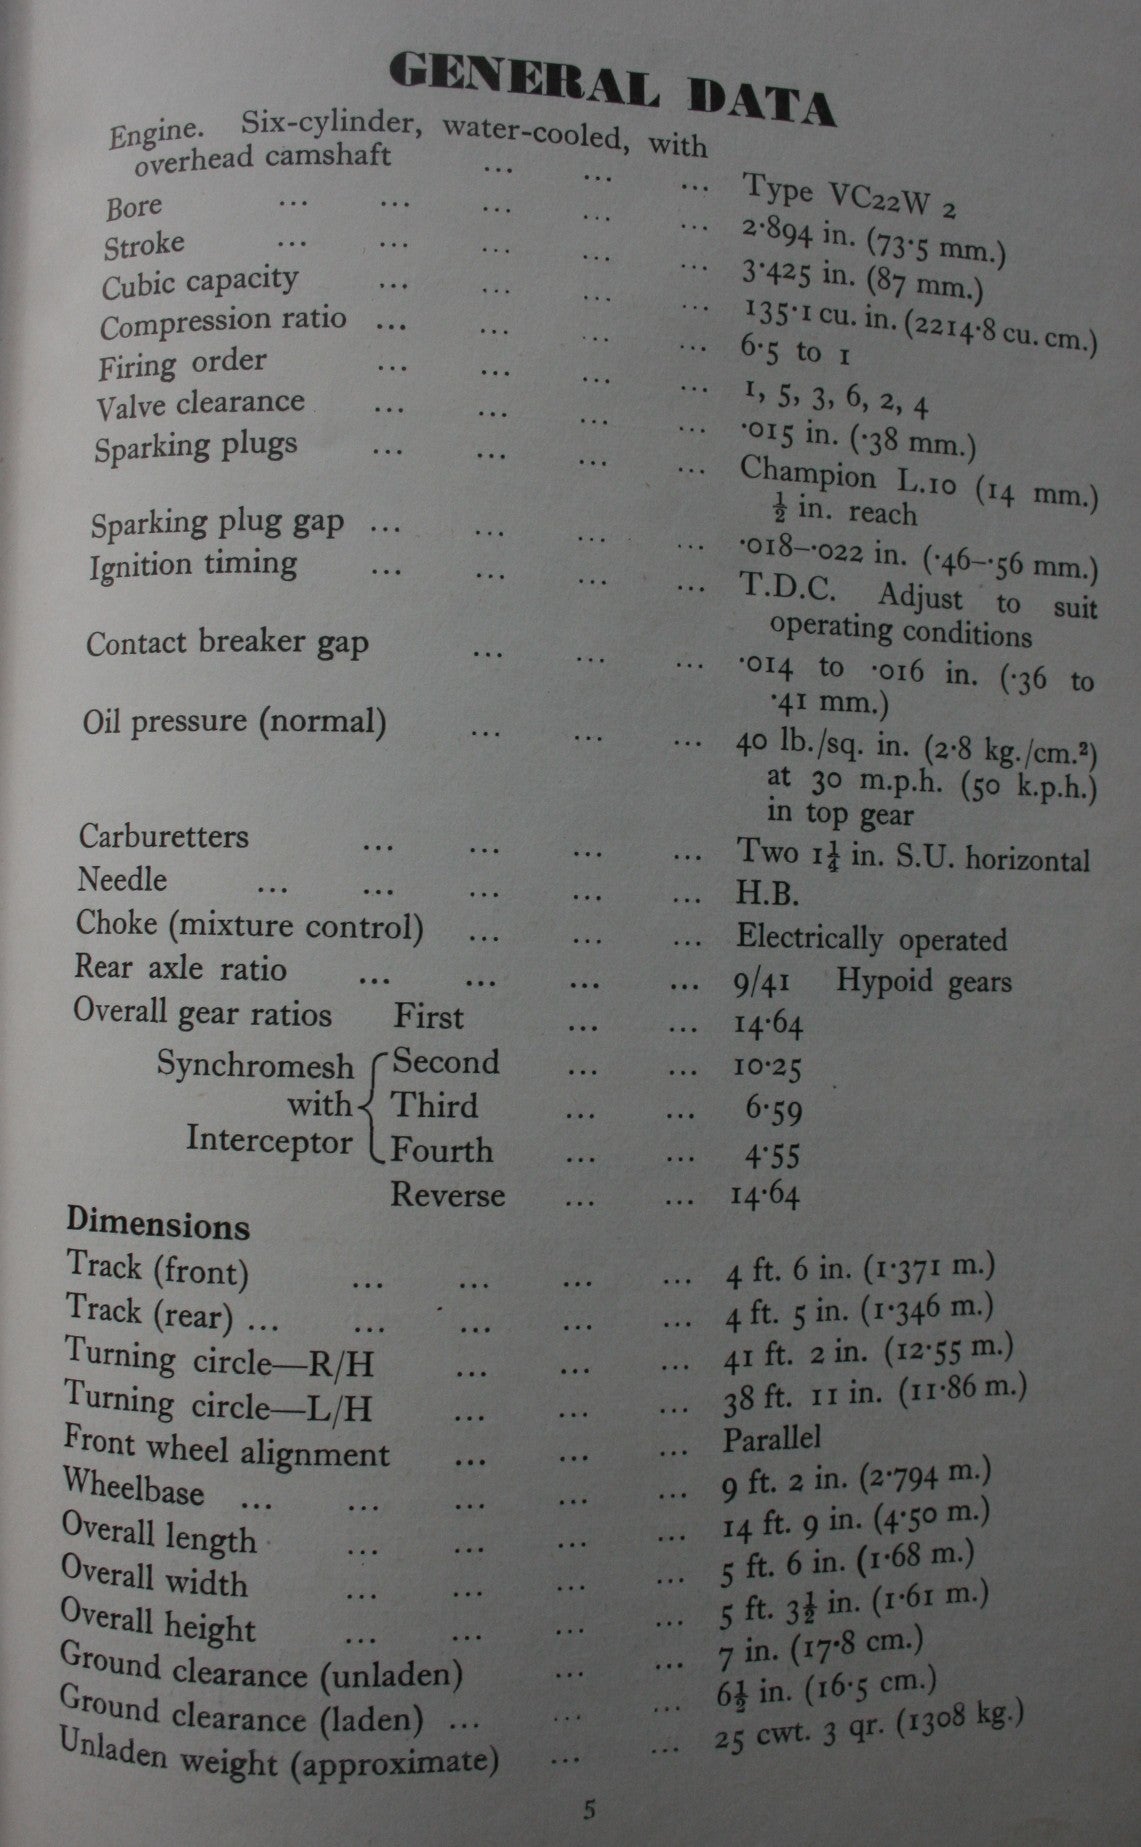 GENERAL DATA
Engine. Six-cylinder, water-cooled, with
overhead camshaft ... ... ... Type VC22W 2
Bore ... ... ... ... ... 2·894 in. (73·5 mm.)
Stroke ... ... ... ... ... 3·425 in. (87 mm.)
Cubic capacity ... ... ... ... 135·1 cu. in. (2214·8 cu. cm.)
Compression ratio ... ... ... ... 6·5 to 1
Firing order ... ... ... ... 1, 5, 3, 6, 2, 4
Valve clearance ... ... ... ... ·015 in. (·38 mm.)
Sparking plugs ... ... ... ... Champion L.10 (14 mm.)
½ in. reach
Sparking plug gap ... ... ... ... ·018–·022 in. (·46–·56 mm.)
Ignition timing ... ... ... ... T.D.C. Adjust to suit
operating conditions
Contact breaker gap ... ... ... ·014 to ·016 in. (·36 to
·41 mm.)
Oil pressure (normal) ... ... ... 40 lb./sq. in. (2·8 kg./cm.²)
at 30 m.p.h. (50 k.p.h.)
in top gear
Carburetters ... ... ... ... Two 1¼ in. S.U. horizontal
Needle ... ... ... ... ... H.B.
Choke (mixture control) ... ... ... Electrically operated
Rear axle ratio ... ... ... ... 9/41 Hypoid gears
Overall gear ratios First ... ... 14·64
Synchromesh Second ... ... 10·25
with Third ... ... 6·59
Interceptor Fourth ... ... 4·55
Reverse ... ... 14·64
Dimensions
Track (front) ... ... ... ... 4 ft. 6 in. (1·371 m.)
Track (rear) ... ... ... ... ... 4 ft. 5 in. (1·346 m.)
Turning circle—R/H ... ... ... 41 ft. 2 in. (12·55 m.)
Turning circle—L/H ... ... ... 38 ft. 11 in. (11·86 m.)
Front wheel alignment ... ... ... Parallel
Wheelbase ... ... ... ... ... 9 ft. 2 in. (2·794 m.)
Overall length ... ... ... ... 14 ft. 9 in. (4·50 m.)
Overall width ... ... ... ... 5 ft. 6 in. (1·68 m.)
Overall height ... ... ... ... 5 ft. 3½ in. (1·61 m.)
Ground clearance (unladen) ... ... 7 in. (17·8 cm.)
Ground clearance (laden) ... ... ... 6½ in. (16·5 cm.)
Unladen weight (approximate) ... ... 25 cwt. 3 qr. (1308 kg.)
5